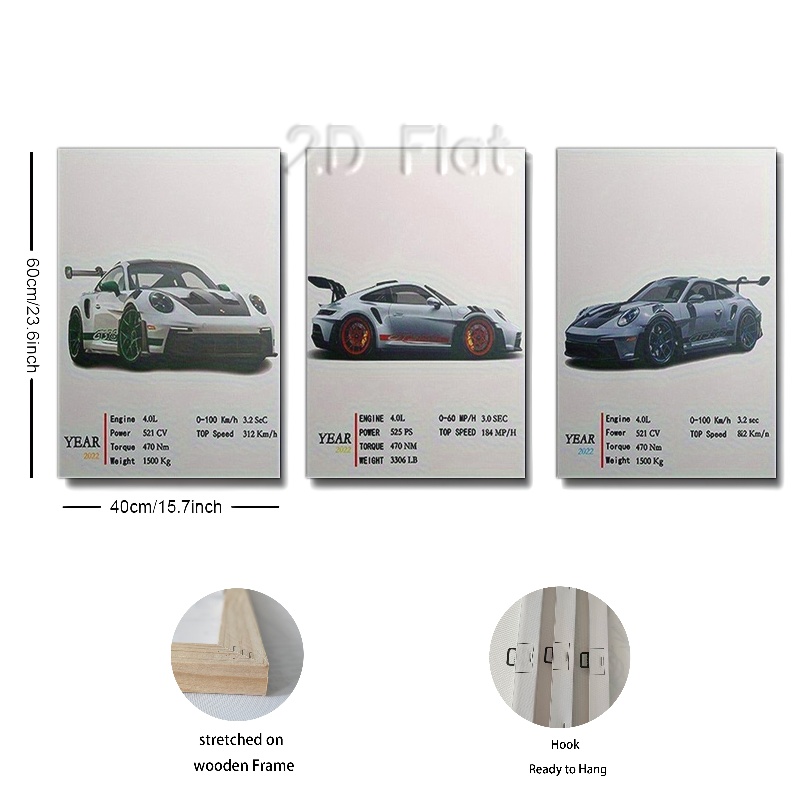 2D Flat
60cm/23.6inch
YEAR
2022
Engine 4.0L
Power 521 CV
Torque 470 Nm
Weight 1500 Kg
0-100 Km/h 3.2 SeC
TOP Speed 312 Km/h
YEAR
2022
ENGINE 4.0L
POWER 525 PS
TORQUE 470 NM
WEIGHT 3306 LB
0-60 MP/H 3.0 SEC
TOP SPEED 184 MP/H
YEAR
2022
Engine 4.0L
Power 521 CV
Torque 470 Nm
Weight 1500 Kg
0-100 Km/h 3.2 sec
TOP Speed
40cm/15.7inch
stretched on
wooden Frame
Hook
Ready to Hang